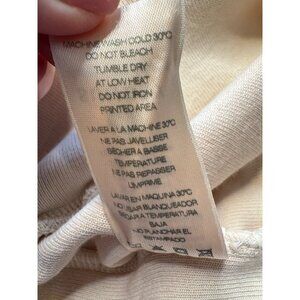 MACHINE WASH COLD 30°C
DO NOT BLEACH
TUMBLE DRY
AT LOW HEAT
DO NOT IRON
PRINTED AREA
LAVER A LA MACHINE 30°C
NE PAS JAVELLISER
SÉCHER A BASSE
TEMPERATURE
NE PAS REPASSER
L'IMPRIME
LAVAR EN MAQUINA 30°C
NO USAR BLANQUEADOR
SECAR A TEMPERATURA
BAJA
NO PLANCHAR EL
ESTAMPADO